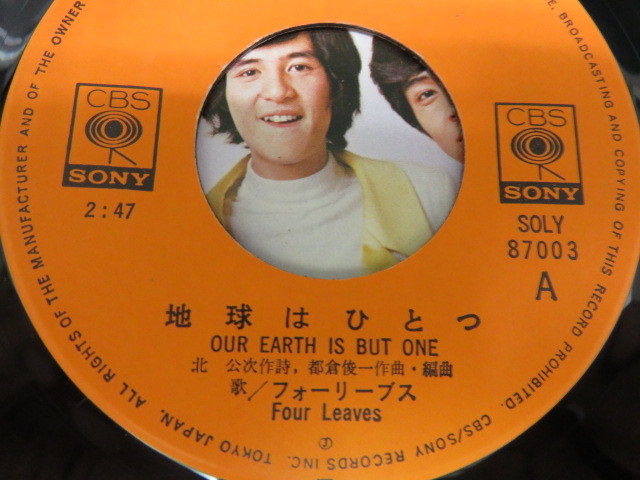 CBS
SONY
2:47
CBS
SONY
SOLY
87003
A
地球はひとつ
OUR EARTH IS BUT ONE
北 公次作詩, 都倉俊一作曲・編曲
歌/フォーリーブス
Four Leaves
Ⓟ
ALL RIGHTS OF THE MANUFACTURER AND OF THE OWNER
BROADCASTING AND COPYING OF THIS RECORD PROHIBITED. CBS/SONY RECORDS INC. TOKYO JAPAN.